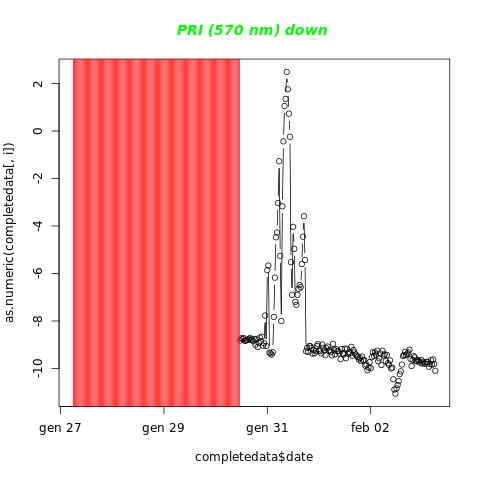 PRI (570 nm) down
as.numeric(completedata[, i])
2
0
-2
-4
-6
-8
-10
gen 27
gen 29
gen 31
feb 02
completedata$date